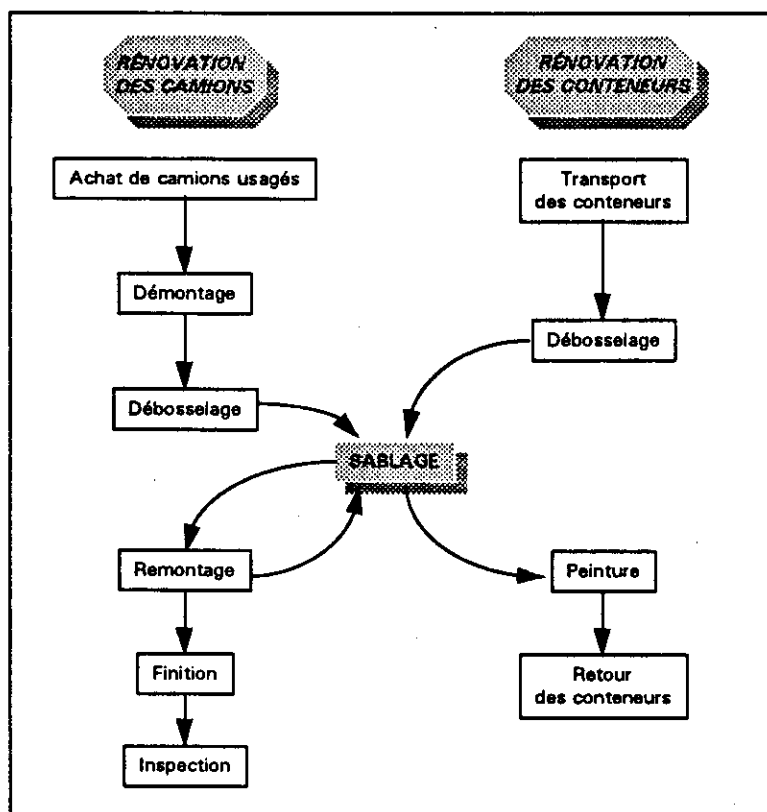 RÉNOVATION
DES CAMIONS
Achat de camions usagés
Démontage
Débosselage
RÉNOVATION
DES CONTENEURS
Transport
des conteneurs
Débosselage
SABLAGE
Remontage
Finition
Inspection
Peinture
Retour
des conteneurs